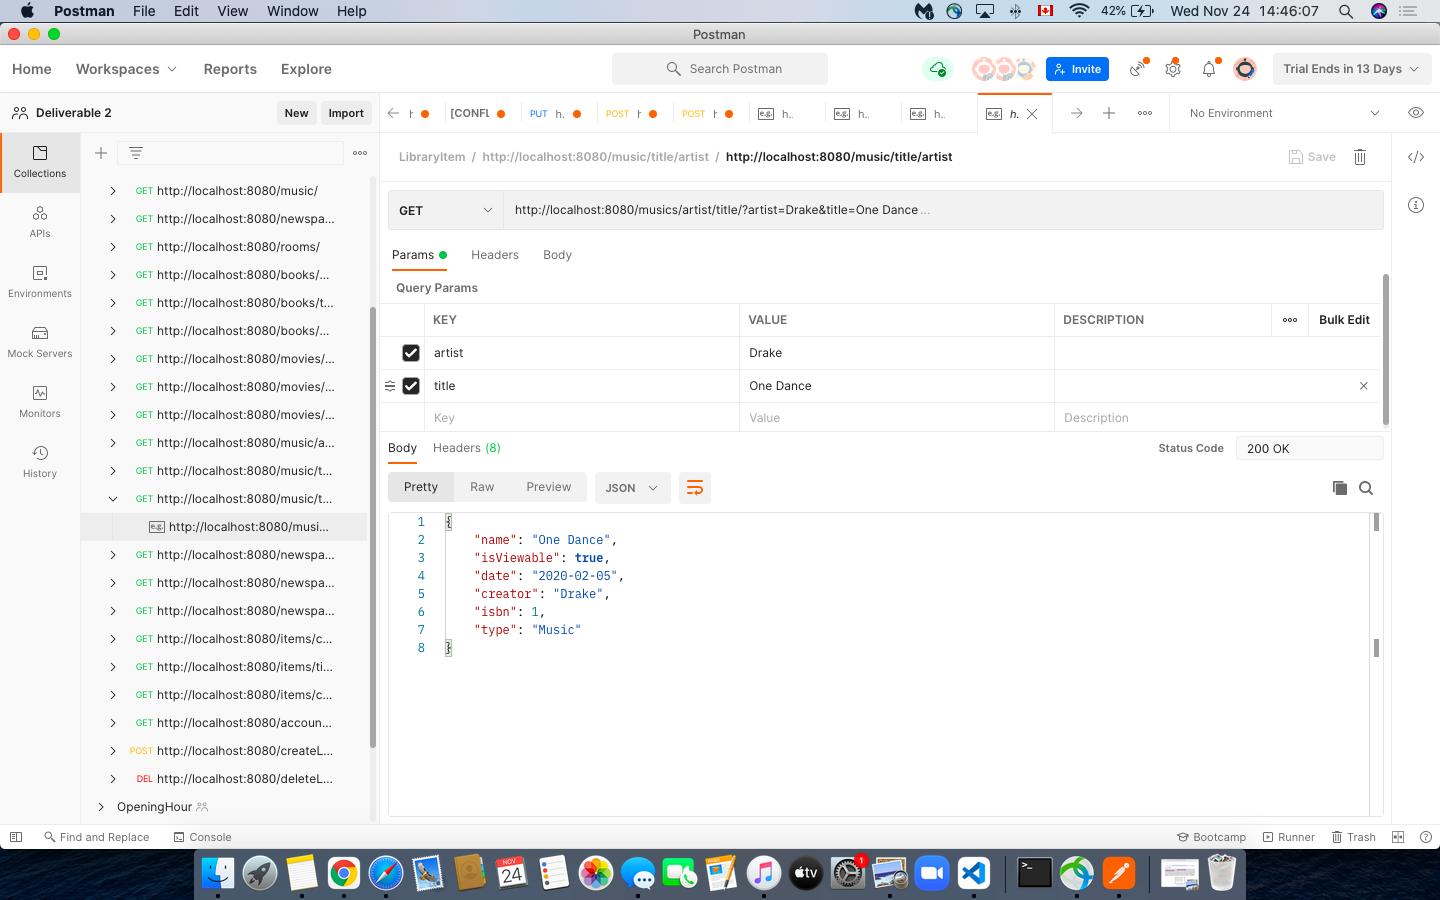 Postman File Edit View Window Help 42% Wed Nov 24 14:46:07
Postman
Home Workspaces Reports Explore Search Postman Invite Trial Ends in 13 Days
Deliverable 2 New Import [CONFL PUT h. POST h POST h e.g. h.. e.g. h.. e.g. h.. e.g. h. No Environment
Collections
APIs
Environments
Mock Servers
Monitors
History
GET http://localhost:8080/music/
GET http://localhost:8080/newspa...
GET http://localhost:8080/rooms/
GET http://localhost:8080/books/...
GET http://localhost:8080/books/t...
GET http://localhost:8080/books/...
GET http://localhost:8080/movies/...
GET http://localhost:8080/movies/...
GET http://localhost:8080/movies/...
GET http://localhost:8080/music/a...
GET http://localhost:8080/music/t...
GET http://localhost:8080/music/t...
e.g. http://localhost:8080/musi...
GET http://localhost:8080/newspa...
GET http://localhost:8080/newspa...
GET http://localhost:8080/newspa...
GET http://localhost:8080/items/c...
GET http://localhost:8080/items/ti...
GET http://localhost:8080/items/c...
GET http://localhost:8080/accoun...
POST http://localhost:8080/createL...
DEL http://localhost:8080/deleteL...
OpeningHour
LibraryItem / http://localhost:8080/music/title/artist / http://localhost:8080/music/title/artist Save
GET http://localhost:8080/musics/artist/title/?artist=Drake&title=One Dance...
Params Headers Body
Query Params
KEY VALUE DESCRIPTION Bulk Edit
artist Drake
title One Dance
Key Value Description
Body Headers (8) Status Code 200 OK
Pretty Raw Preview JSON
1 {
2 "name": "One Dance",
3 "isViewable": true,
4 "date": "2020-02-05",
5 "creator": "Drake",
6 "isbn": 1,
7 "type": "Music"
8 }
Find and Replace Console Bootcamp Runner Trash
NOV
24
tv
1